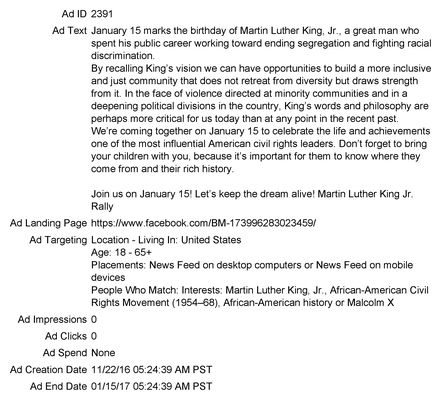 Ad ID 2391
Ad Text January 15 marks the birthday of Martin Luther King, Jr., a great man who
spent his public career working toward ending segregation and fighting racial
discrimination.
By recalling King's vision we can have opportunities to build a more inclusive
and just community that does not retreat from diversity but draws strength
from it. In the face of violence directed at minority communities and in a
deepening political divisions in the country, King's words and philosophy are
perhaps more critical for us today than at any point in the recent past.
We're coming together on January 15 to celebrate the life and achievements
one of the most influential American civil rights leaders. Don't forget to bring
your children with you, because it's important for them to know where they
come from and their rich history.
Join us on January 15! Let's keep the dream alive! Martin Luther King Jr.
Rally
Ad Landing Page https://www.facebook.com/BM-173996283023459/
Ad Targeting Location - Living In: United States
Age: 18 - 65+
Placements: News Feed on desktop computers or News Feed on mobile
devices
People Who Match: Interests: Martin Luther King, Jr., African-American Civil
Rights Movement (1954–68), African-American history or Malcolm X
Ad Impressions 0
Ad Clicks 0
Ad Spend None
Ad Creation Date 11/22/16 05:24:39 AM PST
Ad End Date 01/15/17 05:24:39 AM PST